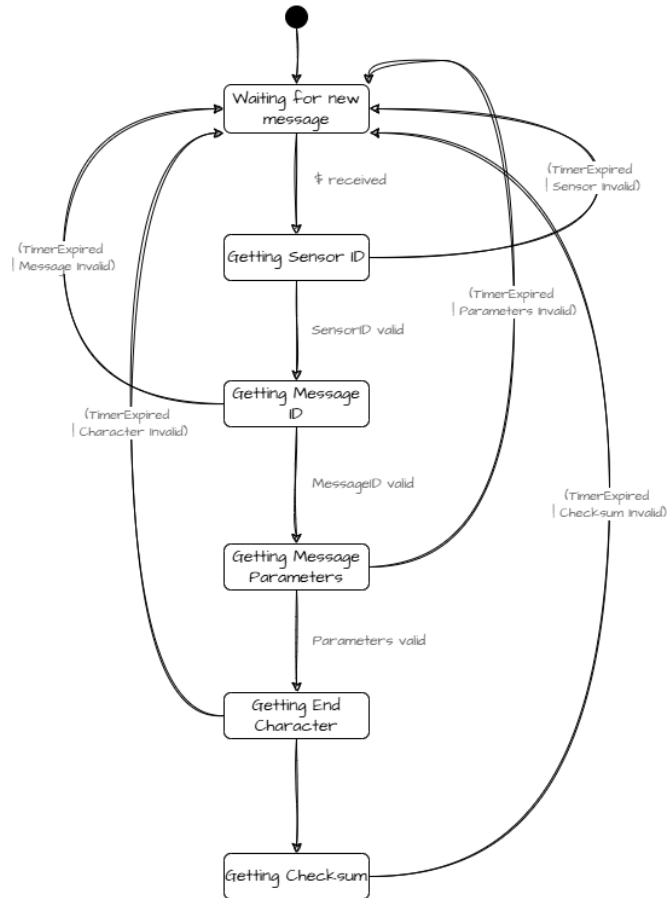 Waiting for new
message
$ received
(TimerExpired
| Sensor Invalid)
(TimerExpired
| Message Invalid)
Getting Sensor ID
(TimerExpired
| Parameters Invalid)
SensorID valid
Getting Message
ID
(TimerExpired
| Character Invalid)
MessageID valid
(TimerExpired
| Checksum Invalid)
Getting Message
Parameters
Parameters valid
Getting End
Character
Getting Checksum